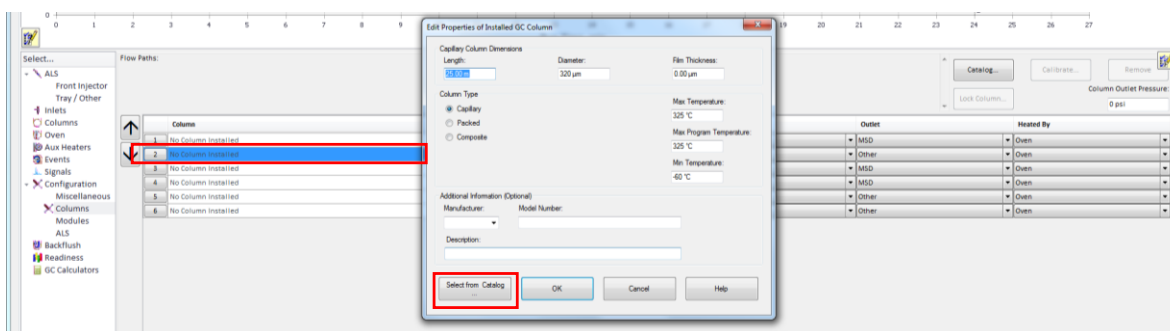 0
0 1 2 3 4 5 6 7 8 9 19 20 21 22 23 24 25 26 27
Edit Properties of Installed GC Column
Select...
ALS
Front Injector
Tray / Other
Inlets
Columns
Oven
Aux Heaters
Events
Signals
Configuration
Miscellaneous
Columns
Modules
ALS
Backflush
Readiness
GC Calculators
Flow Paths:
Column
1 No Column Installed
2 No Column Installed
3 No Column Installed
4 No Column Installed
5 No Column Installed
6 No Column Installed
Capillary Column Dimensions
Length: Diameter: Film Thickness:
25.00 m 320 µm 0.00 µm
Column Type
Capillary
Packed
Composite
Max Temperature:
325 °C
Max Program Temperature:
325 °C
Min Temperature:
-60 °C
Additional Information (Optional)
Manufacturer: Model Number:
Description:
Select from Catalog
...
OK
Cancel
Help
Catalog...
Calibrate...
Remove
Lock Column...
Column Outlet Pressure:
0 psi
Outlet Heated By
MSD Oven
Other Oven
MSD Oven
MSD Oven
Other Oven
Other Oven